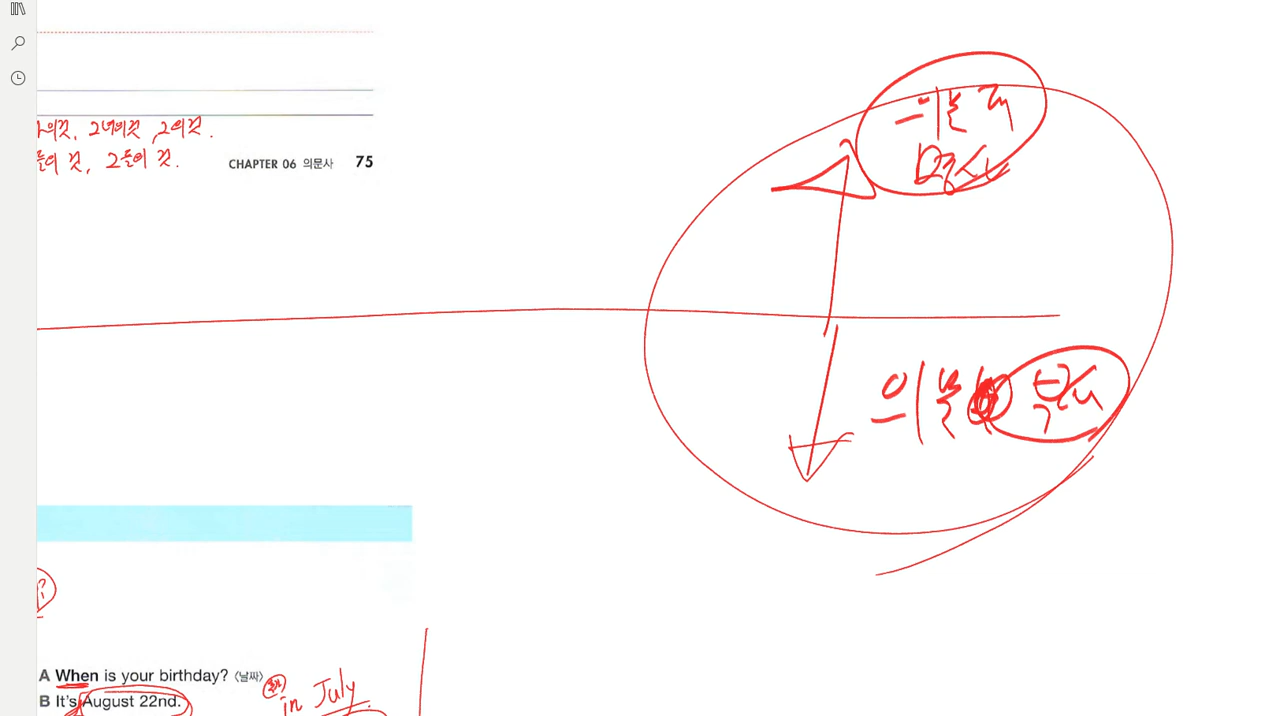 의것, 그녀의것, 그의것.
들의 것, 그들의 것.
CHAPTER 06 의문사 75
의문
명사
의문 부사
?
A When is your birthday? <날짜>
B It's August 22nd.
in July